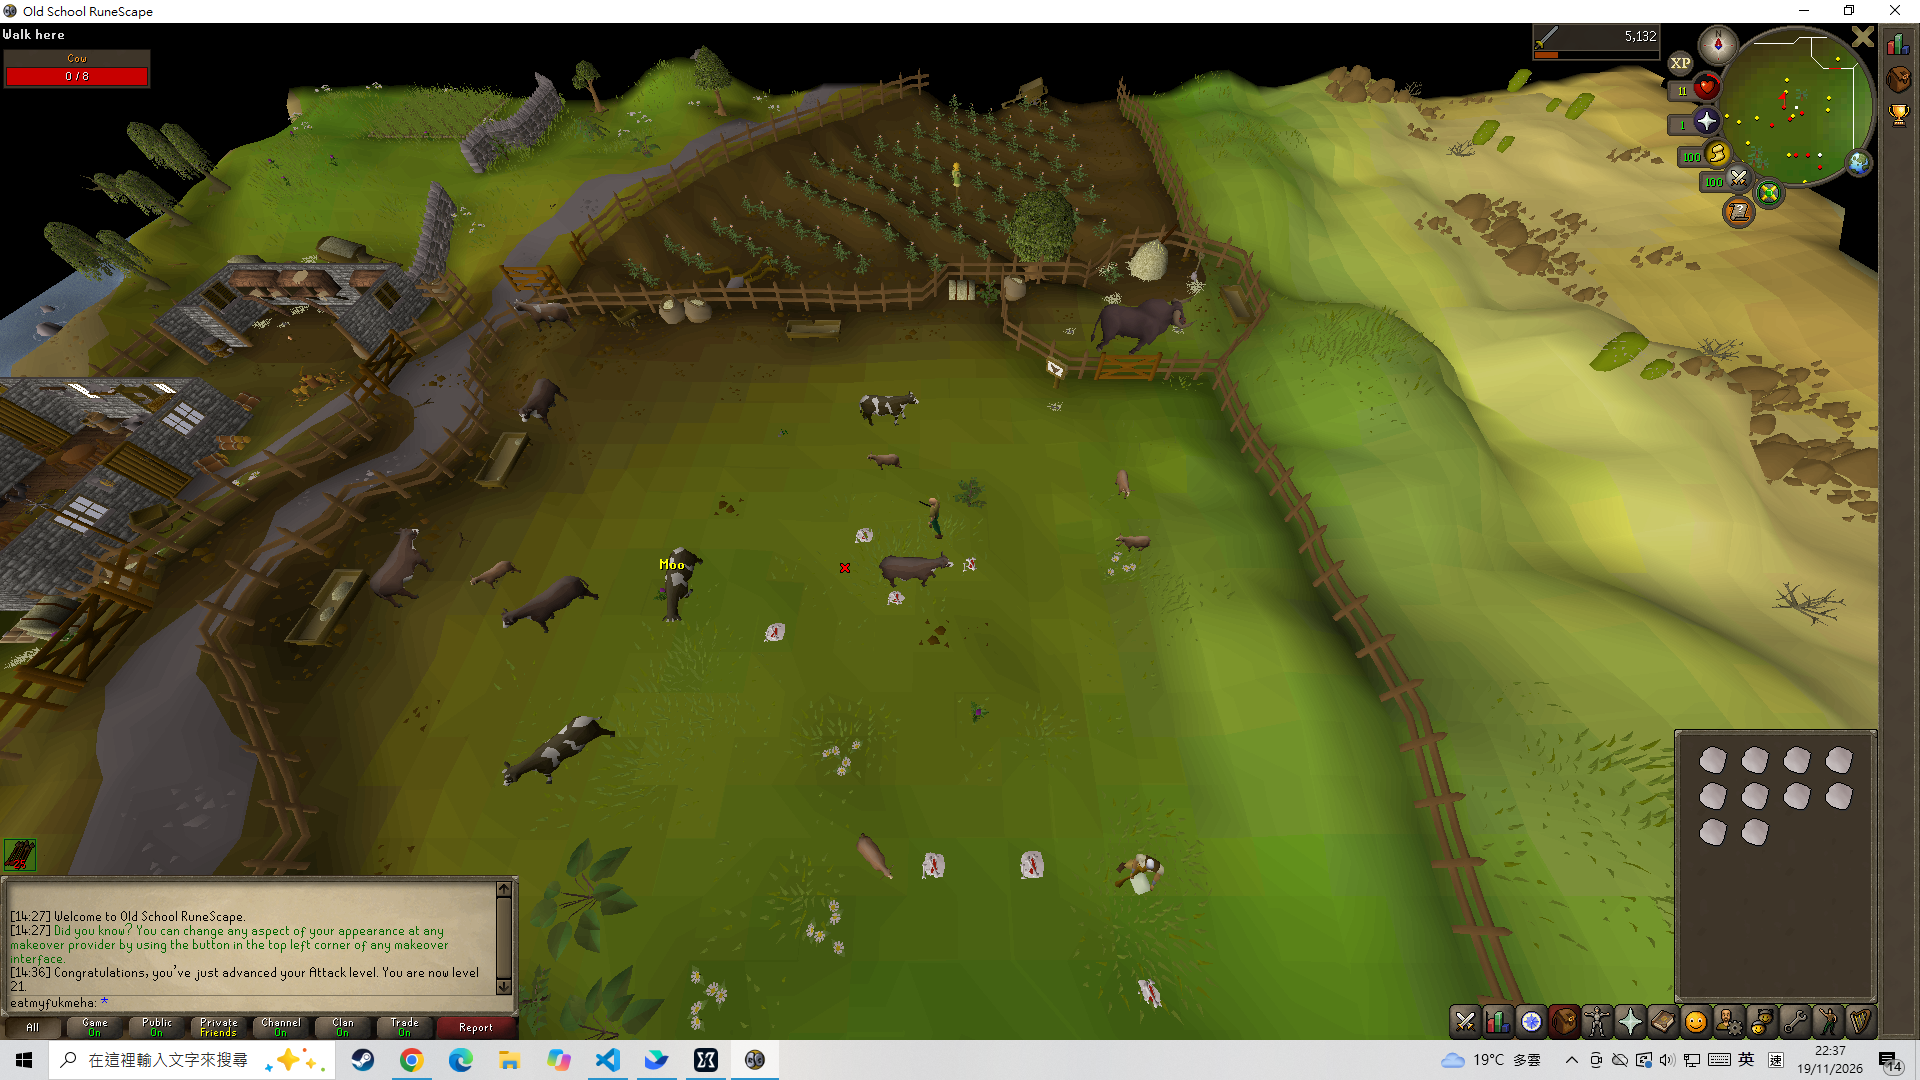 Old School RuneScape
Walk here
Cow
0 / 8
5,132
N
XP
11
1
100
100
Moo
25
[14:27] Welcome to Old School RuneScape.
[14:27] Did you know? You can change any aspect of your appearance at any
makeover provider by using the button in the top left corner of any makeover
interface.
[14:36] Congratulations, you've just advanced your Attack level. You are now level
21.
eatmyfukmeha: *
All
Game
On
Public
On
Private
Friends
Channel
On
Clan
On
Trade
On
Report
在這裡輸入文字來搜尋
19°C 多雲
英
速
22:37
19/11/2026
14